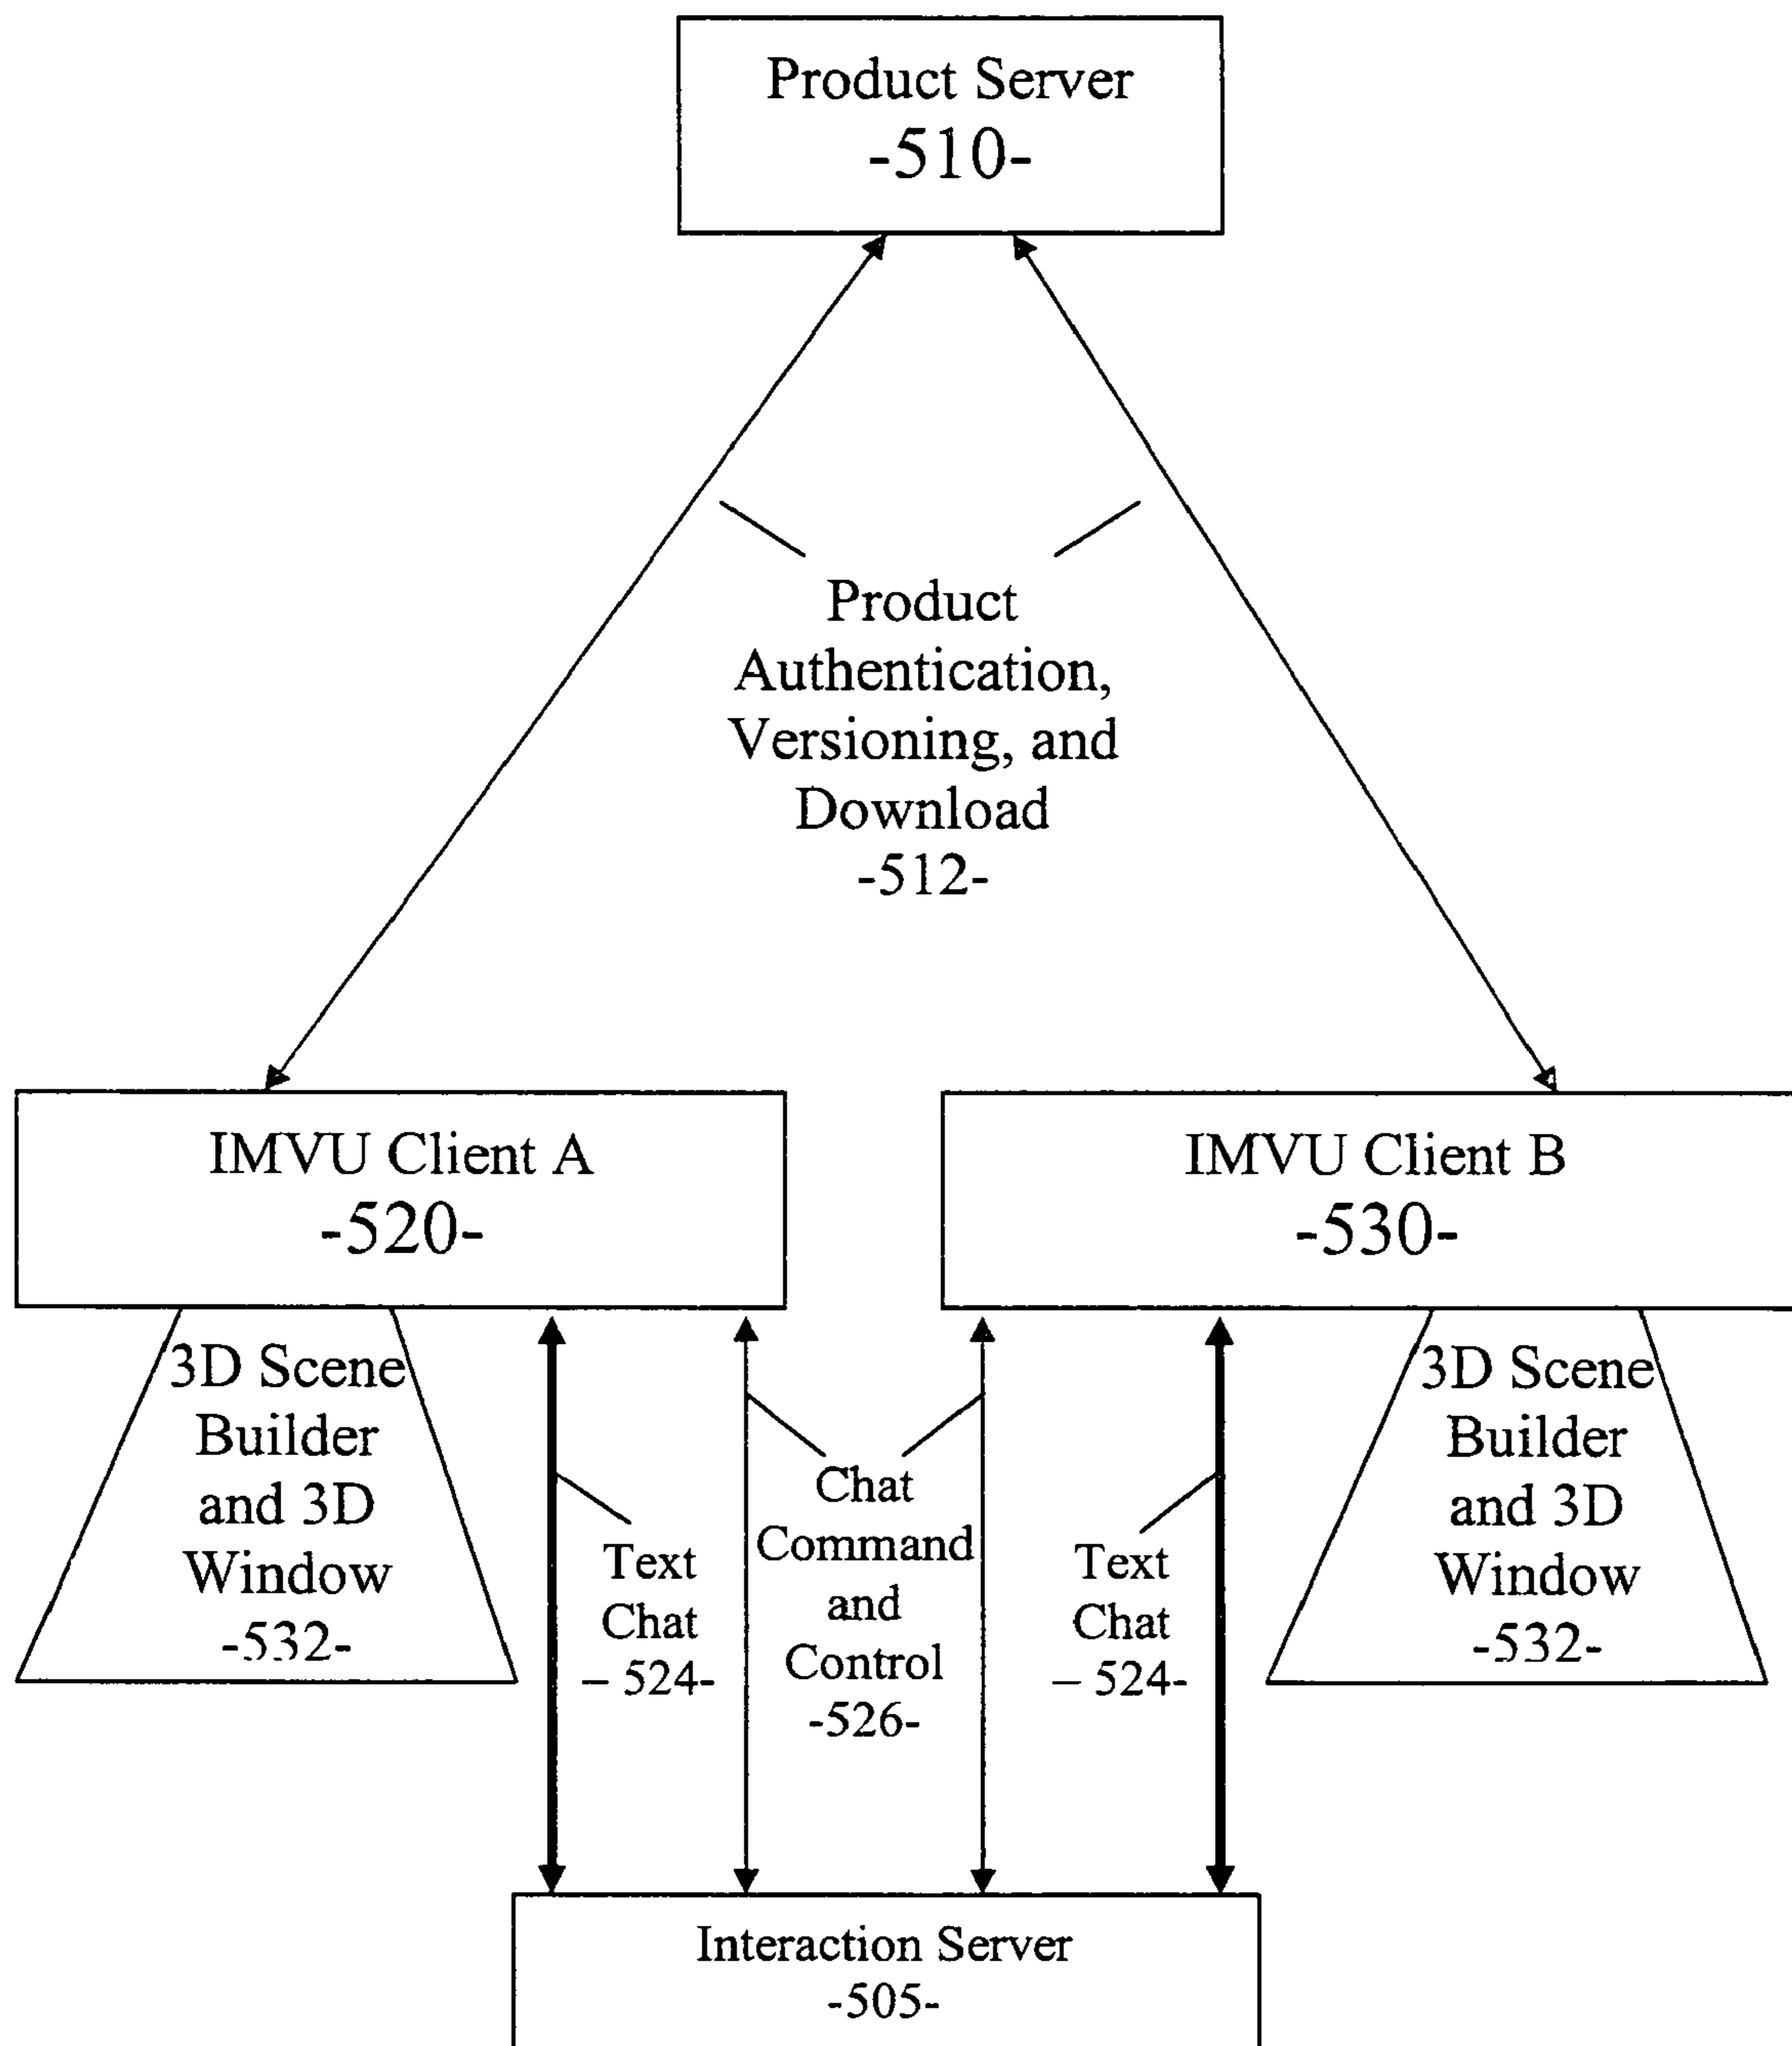 Product Server
-510-
Product
Authentication,
Versioning, and
Download
-512-
IMVU Client A
-520-
IMVU Client B
-530-
3D Scene
Builder
and 3D
Window
-532-
Text
Chat
– 524-
Chat
Command
and
Control
-526-
Text
Chat
– 524-
3D Scene
Builder
and 3D
Window
-532-
Interaction Server
-505-